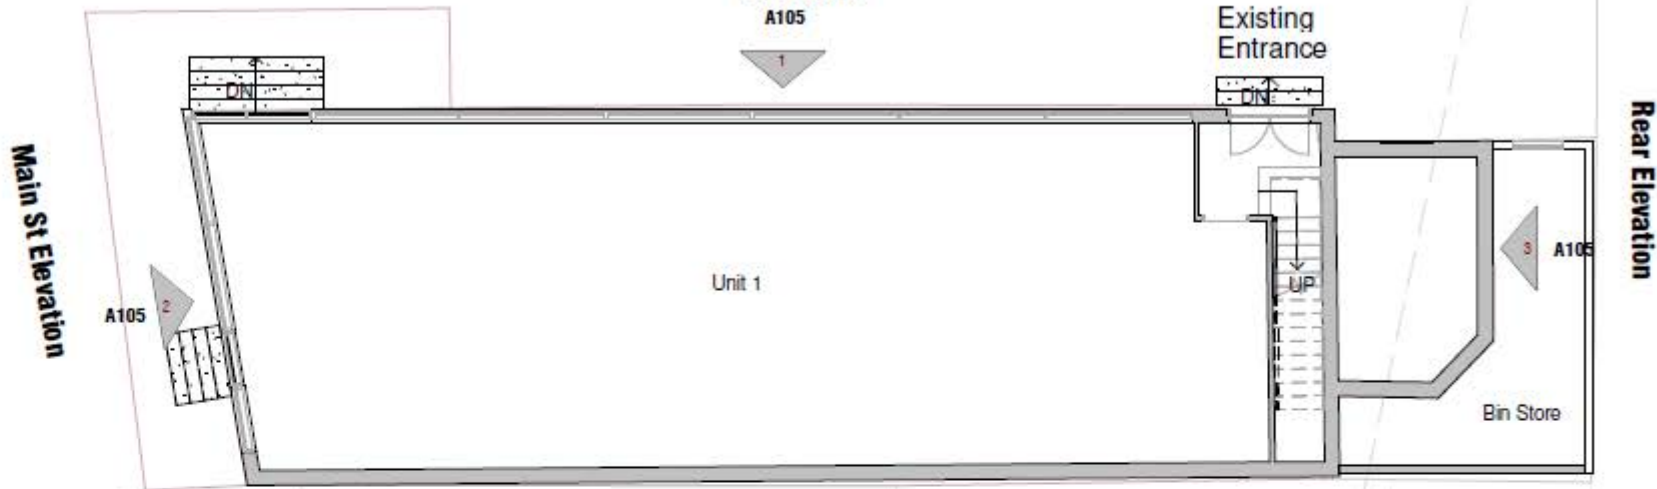 A105
1
Existing
Entrance
DN
DN
Main St Elevation
Rear Elevation
A105
2
Unit 1
UP
3
A105
Bin Store